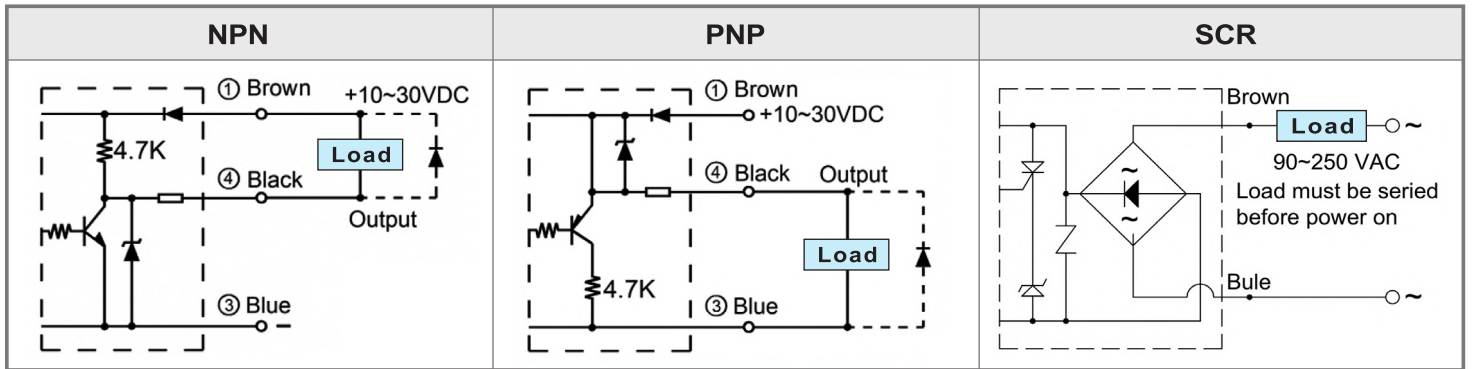 NPN
PNP
SCR
① Brown
+10~30VDC
4.7K
Load
④ Black
Output
③ Blue
−
① Brown
+10~30VDC
④ Black
Output
Load
4.7K
③ Blue
Brown
Load
~
90~250 VAC
Load must be seried
before power on
~
~
Bule
~